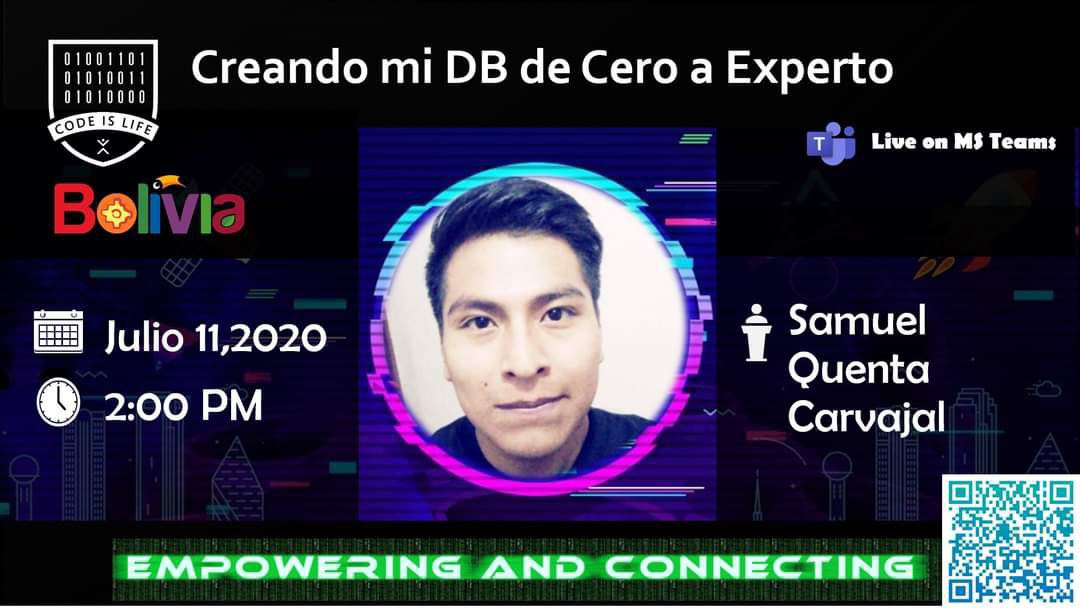 01001101
01010011
01010000
CODE IS LIFE
Creando mi DB de Cero a Experto
Live on MS Teams
T
Bolivia
Julio 11,2020
2:00 PM
Samuel
Quenta
Carvajal
EMPOWERING AND CONNECTING